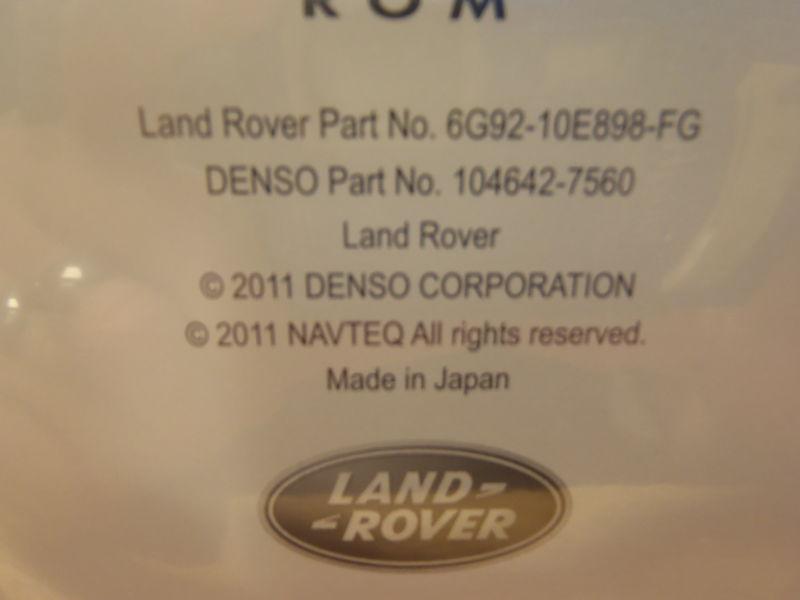 ROM
Land Rover Part No. 6G92-10E898-FG
DENSO Part No. 104642-7560
Land Rover
© 2011 DENSO CORPORATION
© 2011 NAVTEQ All rights reserved.
Made in Japan
LAND
ROVER